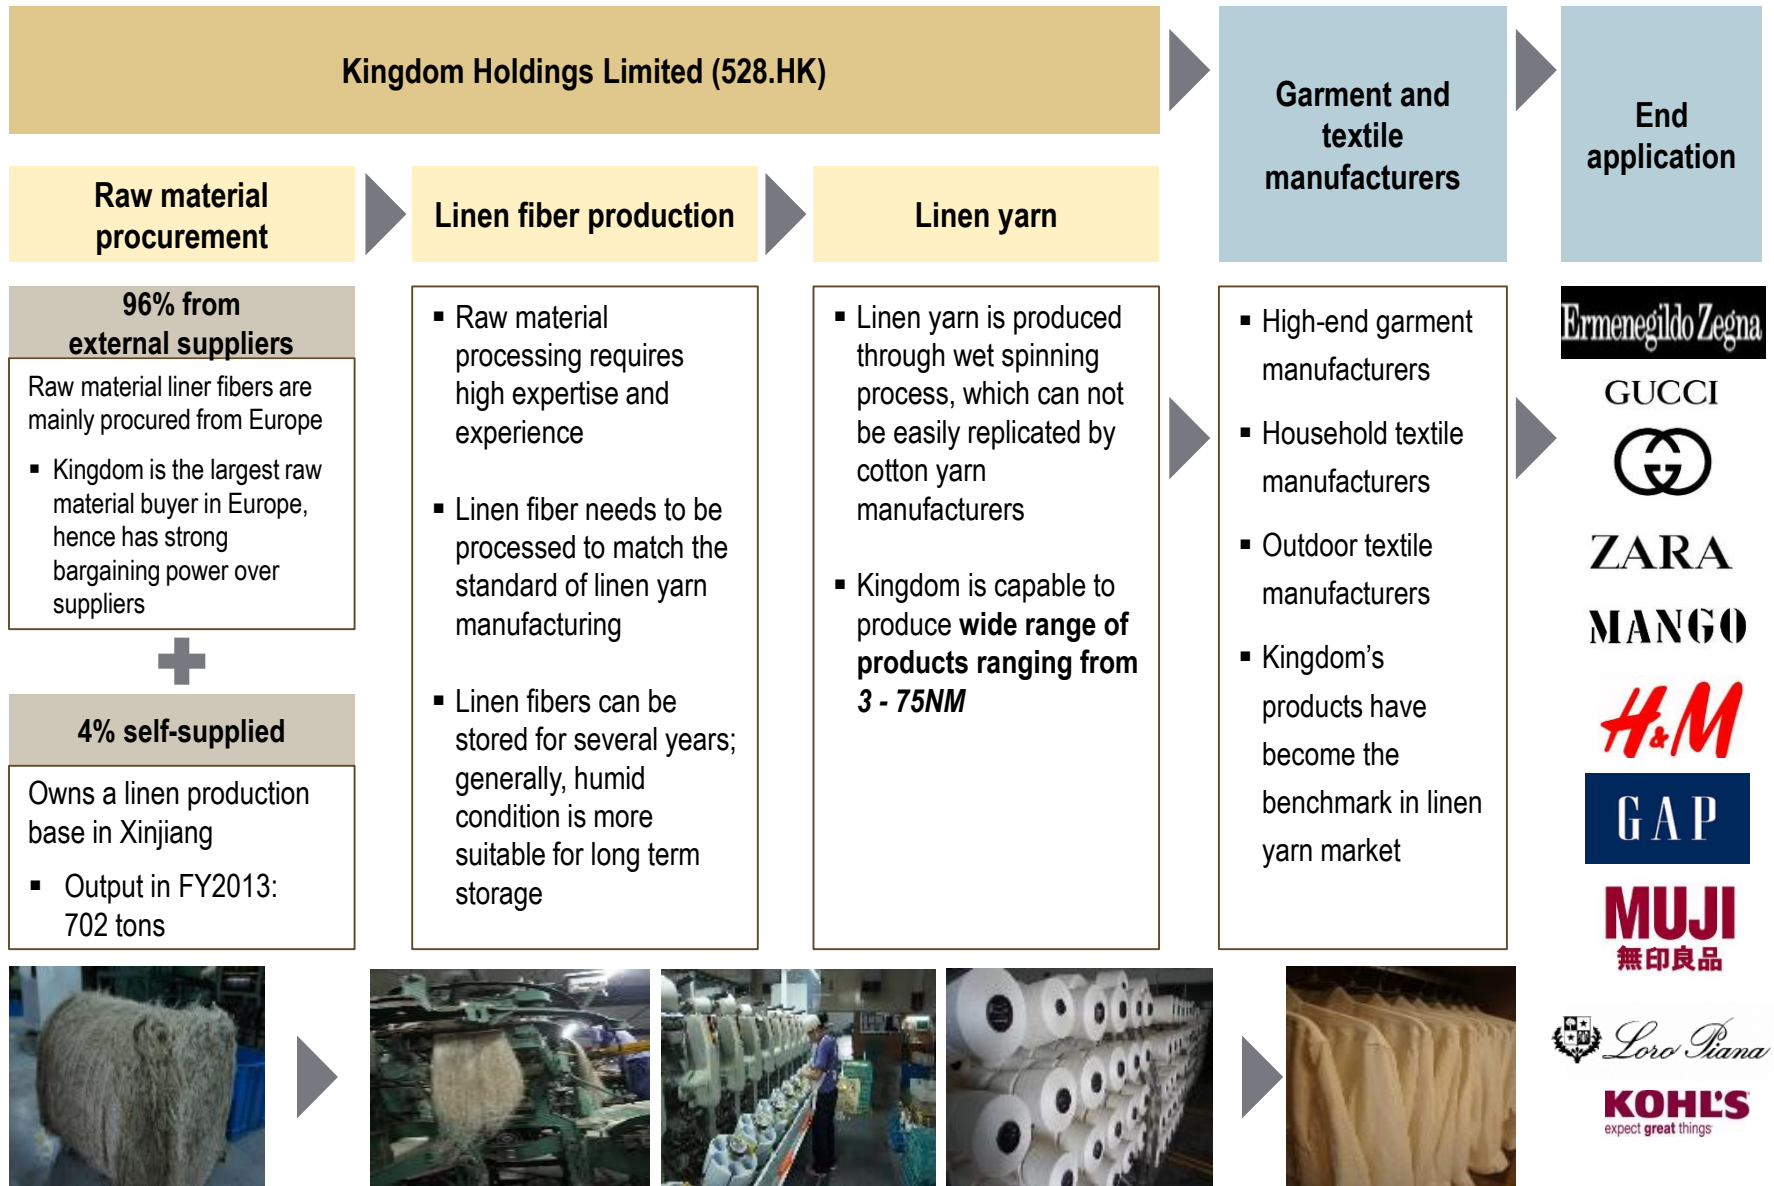 Kingdom Holdings Limited (528.HK)
Raw material
procurement
Linen fiber production
Linen yarn
Garment and
textile
manufacturers
End
application
96% from
external suppliers
Raw material liner fibers are
mainly procured from Europe
▪ Kingdom is the largest raw
material buyer in Europe,
hence has strong
bargaining power over
suppliers
4% self-supplied
Owns a linen production
base in Xinjiang
▪ Output in FY2013:
702 tons
▪ Raw material
processing requires
high expertise and
experience
▪ Linen fiber needs to be
processed to match the
standard of linen yarn
manufacturing
▪ Linen fibers can be
stored for several years;
generally, humid
condition is more
suitable for long term
storage
▪ Linen yarn is produced
through wet spinning
process, which can not
be easily replicated by
cotton yarn
manufacturers
▪ Kingdom is capable to
produce wide range of
products ranging from
3 - 75NM
▪ High-end garment
manufacturers
▪ Household textile
manufacturers
▪ Outdoor textile
manufacturers
▪ Kingdom’s
products have
become the
benchmark in linen
yarn market
Ermenegildo Zegna
GUCCI
ZARA
MANGO
H&M
GAP
MUJI
無印良品
Loro Piana
KOHL'S
expect great things